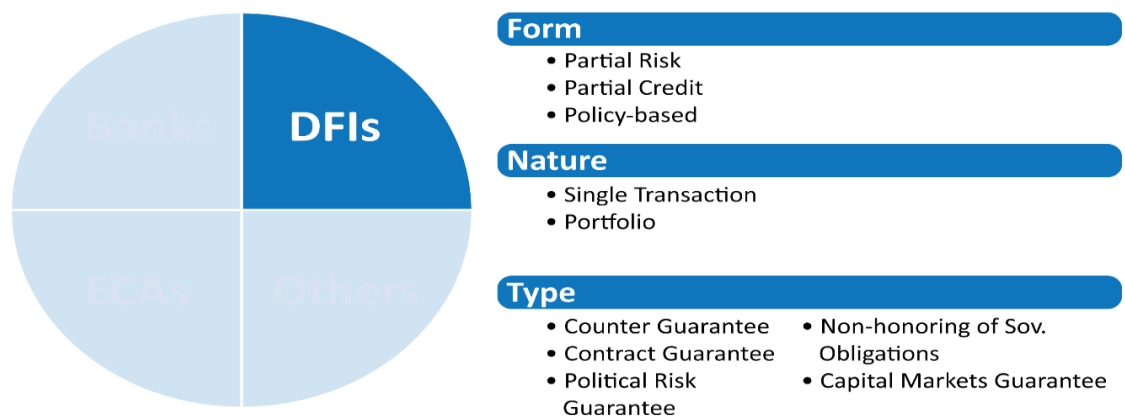 Banks
DFIs
ECAs
Others
Form
• Partial Risk
• Partial Credit
• Policy-based
Nature
• Single Transaction
• Portfolio
Type
• Counter Guarantee
• Contract Guarantee
• Political Risk
Guarantee
• Non-honoring of Sov.
Obligations
• Capital Markets Guarantee